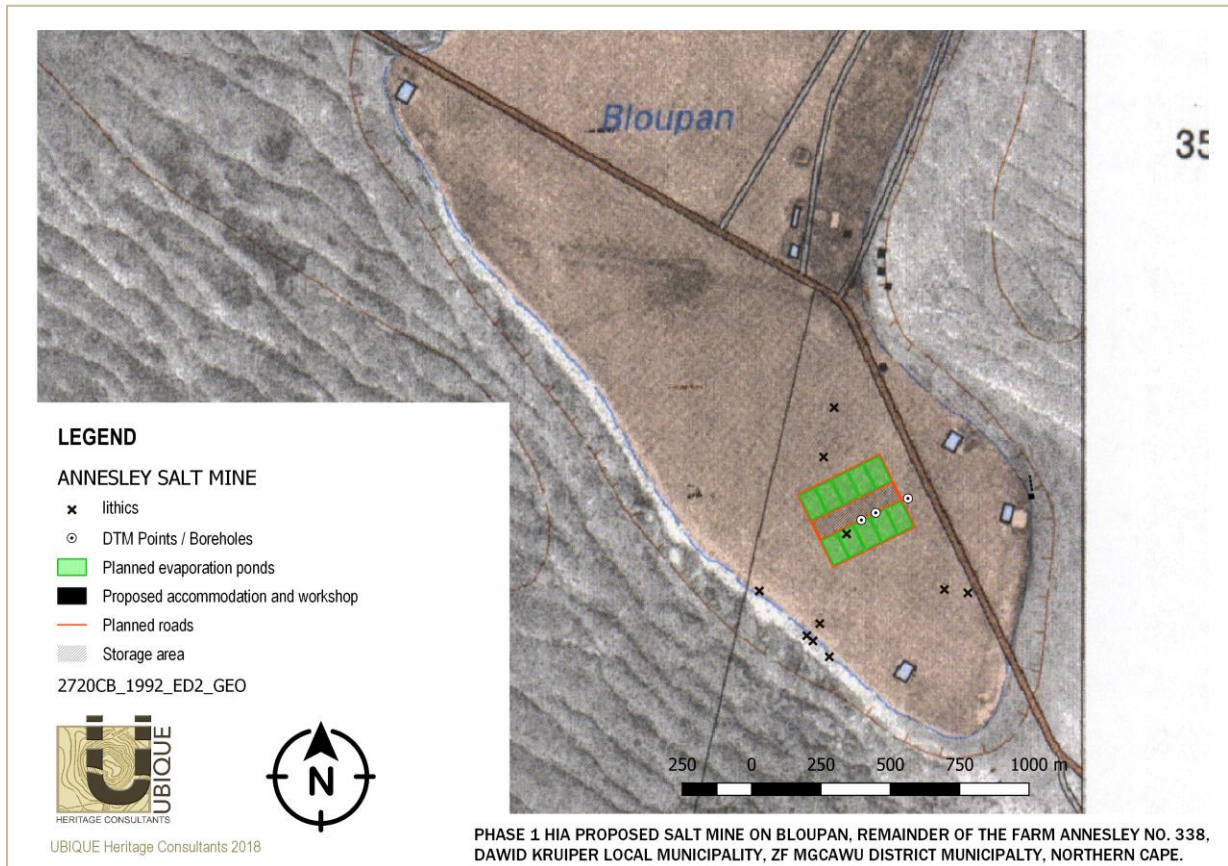 Bloupan
35
LEGEND
ANNESLEY SALT MINE
lithics
DTM Points / Boreholes
Planned evaporation ponds
Proposed accommodation and workshop
Planned roads
Storage area
2720CB_1992_ED2_GEO
UBIQUE
HERITAGE CONSULTANTS
UBIQUE Heritage Consultants 2018
N
250 0 250 500 750 1000 m
PHASE 1 HIA PROPOSED SALT MINE ON BLOUPAN, REMAINDER OF THE FARM ANNESLEY NO. 338,
DAWID KRUIPER LOCAL MUNICIPALITY, ZF MGCAWU DISTRICT MUNICIPALTY, NORTHERN CAPE.